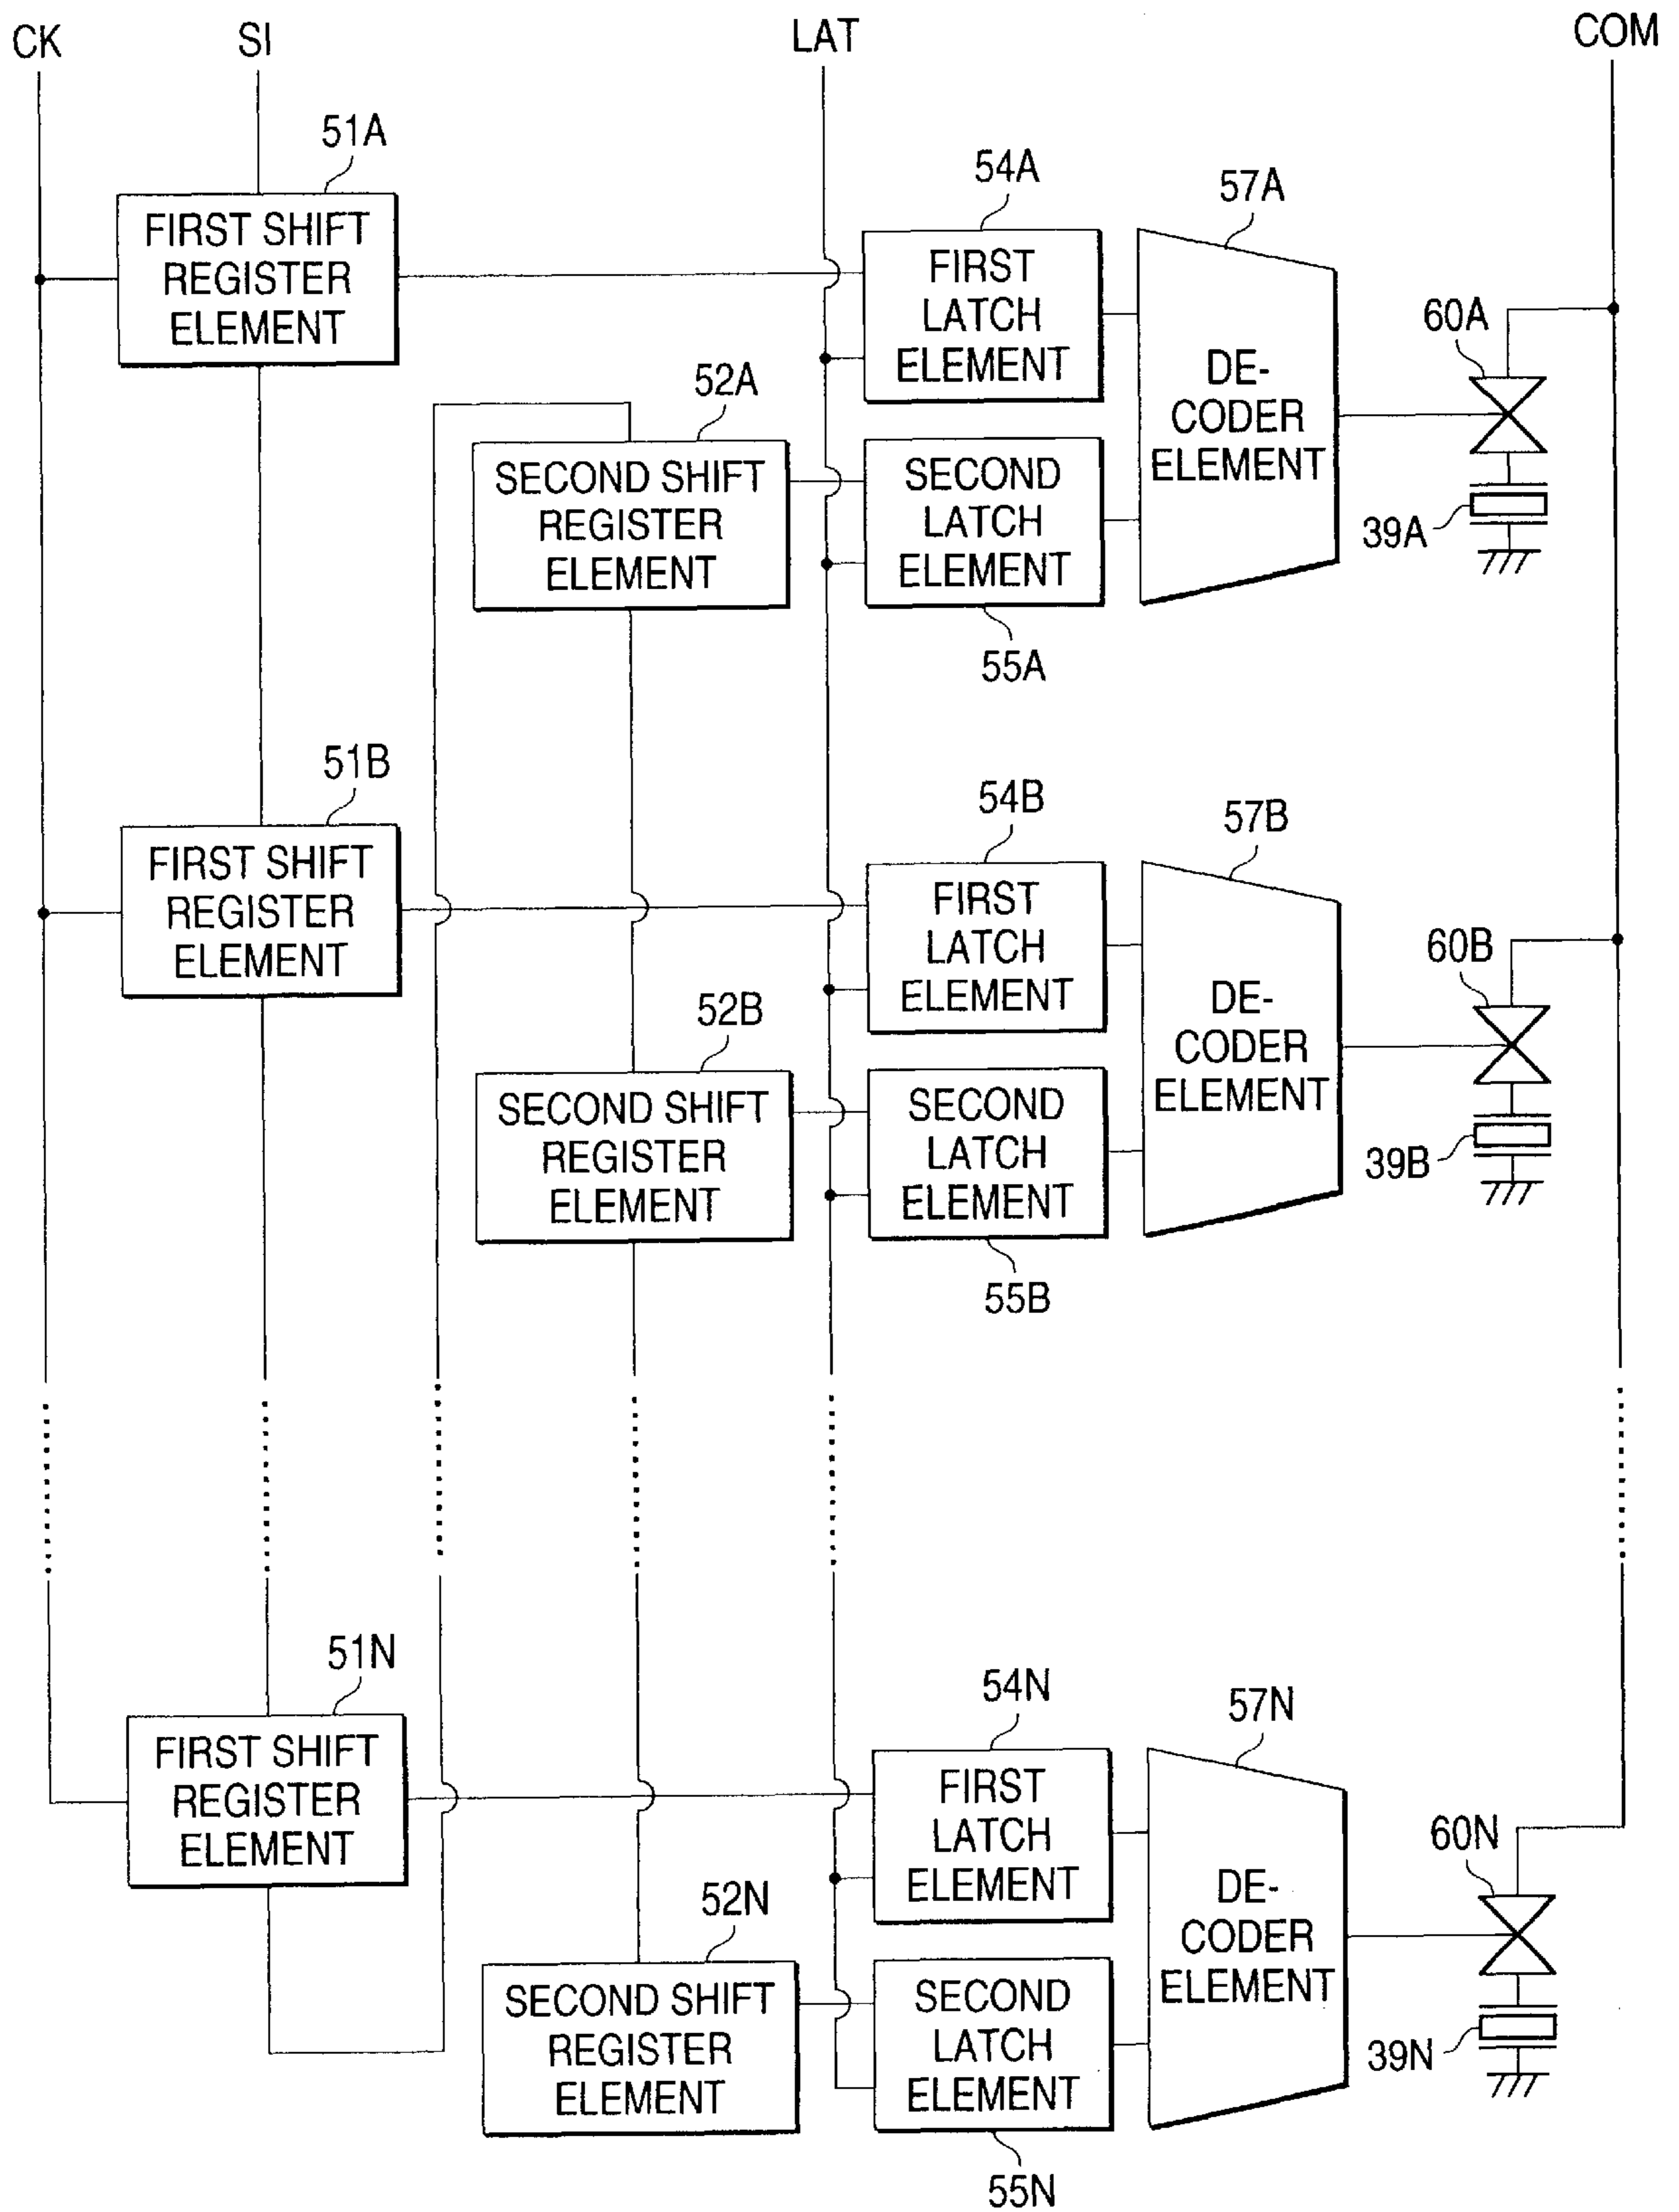 CK
SI
LAT
COM
51A
FIRST SHIFT
REGISTER
ELEMENT
54A
FIRST
LATCH
ELEMENT
57A
DE-
CODER
ELEMENT
60A
39A
52A
SECOND SHIFT
REGISTER
ELEMENT
SECOND
LATCH
ELEMENT
55A
51B
FIRST SHIFT
REGISTER
ELEMENT
54B
FIRST
LATCH
ELEMENT
57B
DE-
CODER
ELEMENT
60B
39B
52B
SECOND SHIFT
REGISTER
ELEMENT
SECOND
LATCH
ELEMENT
55B
51N
FIRST SHIFT
REGISTER
ELEMENT
54N
FIRST
LATCH
ELEMENT
57N
DE-
CODER
ELEMENT
60N
39N
52N
SECOND SHIFT
REGISTER
ELEMENT
SECOND
LATCH
ELEMENT
55N